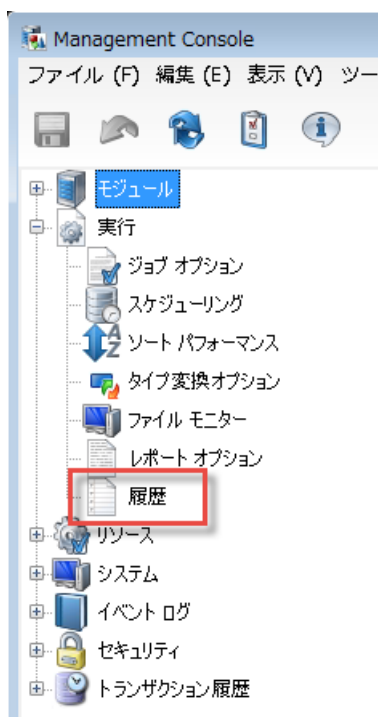 Management Console
ファイル (F) 編集 (E) 表示 (V) ツー
モジュール
実行
ジョブ オプション
スケジューリング
ソート パフォーマンス
タイプ変換オプション
ファイル モニター
レポート オプション
履歴
リソース
システム
イベント ログ
セキュリティ
トランザクション履歴